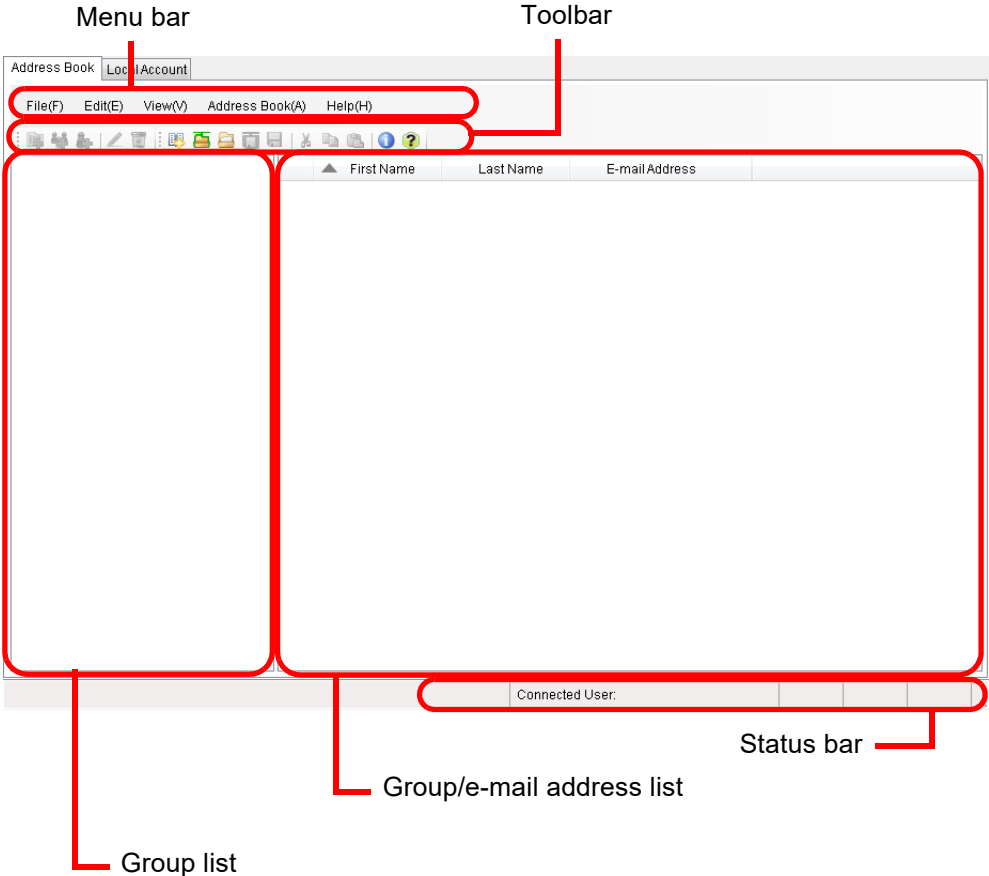 Menu bar
Toolbar
Address Book
Local Account
File(F) Edit(E) View(V) Address Book(A) Help(H)
First Name Last Name E-mail Address
Connected User:
Status bar
Group/e-mail address list
Group list